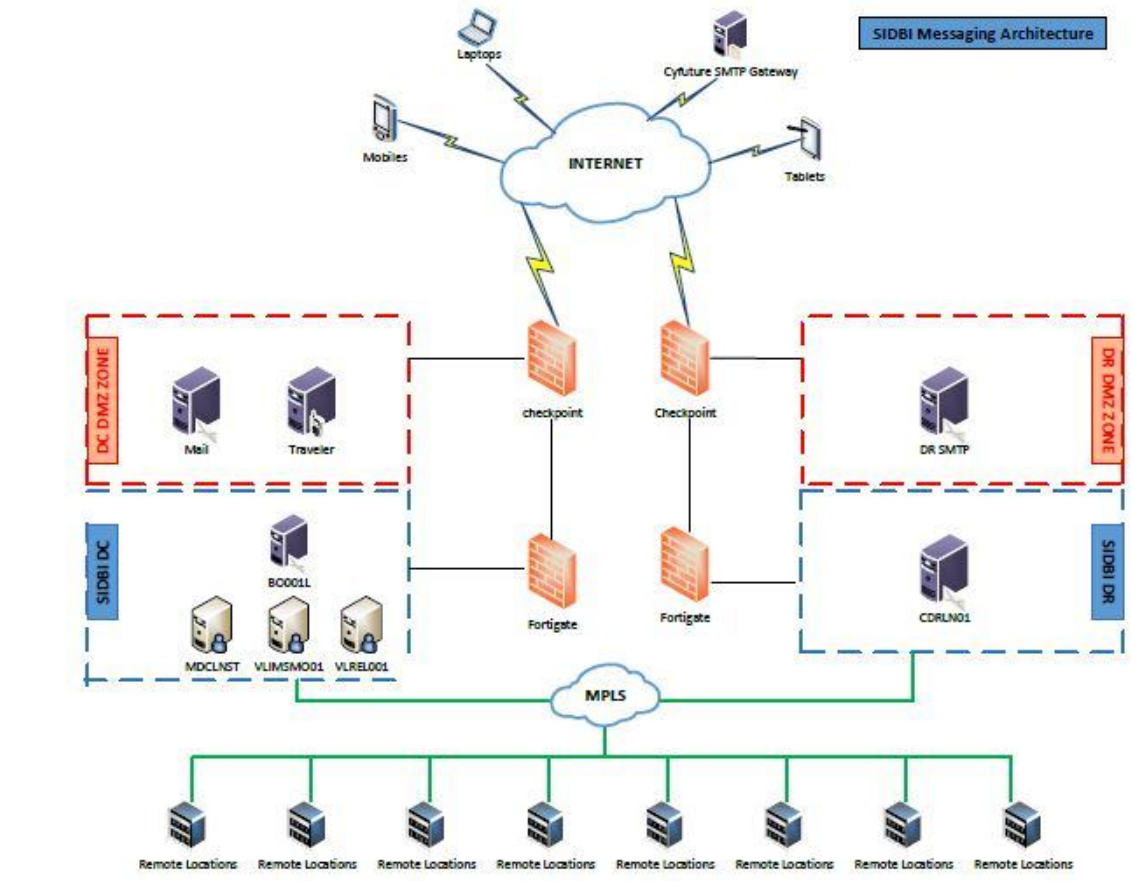 SIDBI Messaging Architecture
Laptops
Cyfuture SMTP Gateway
Mobiles
INTERNET
Tablets
DC DMZ ZONE
Mail
Traveler
checkpoint
Checkpoint
DR SMTP
DR DMZ ZONE
SIDBI DC
BO001L
MDCLNST
VLIMSMO01
VLREL001
Fortigate
Fortigate
CDRLN01
SIDBI DR
MPLS
Remote Locations
Remote Locations
Remote Locations
Remote Locations
Remote Locations
Remote Locations
Remote Locations
Remote Locations